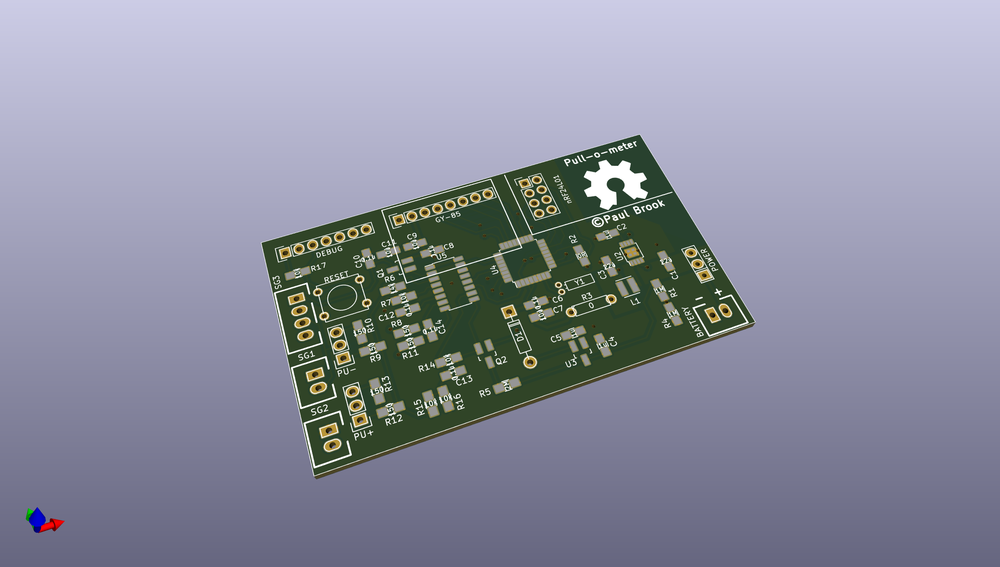 Pull-o-meter
nRF24L01
©Paul Brook
GY-85
DEBUG
C2
R2
C9
C11
C8
U5
U4
R17
RESET
SG3
R6
R7
C12
R8
R10
C14
R11
R9
PU-
SG1
POWER
C1
Y1
C6
C7
R3
0
L1
R1
R4
BATTERY
- +
D1
C5
C4
U3
Q2
R14
C13
R5
R13
R15
R16
R12
SG2
PU+